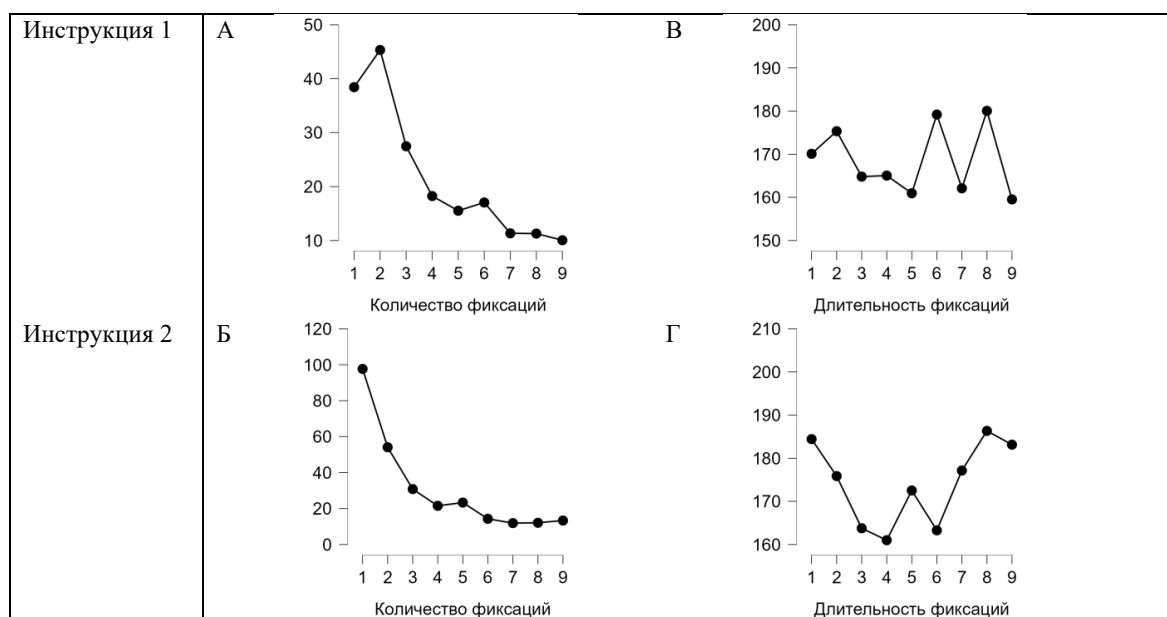 Инструкция 1
А
50
40
30
20
10
1 2 3 4 5 6 7 8 9
Количество фиксаций
В
200
190
180
170
160
150
1 2 3 4 5 6 7 8 9
Длительность фиксаций
Инструкция 2
Б
120
100
80
60
40
20
0
1 2 3 4 5 6 7 8 9
Количество фиксаций
Г
210
200
190
180
170
160
1 2 3 4 5 6 7 8 9
Длительность фиксаций